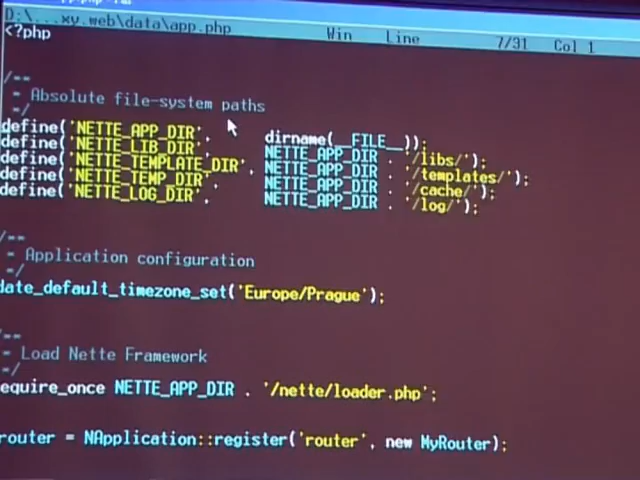 D:\...xy.web\data\app.php Win Line 7/31 Col 1
<?php
/--
- Absolute file-system paths
-/
define('NETTE_APP_DIR', dirname(__FILE__));
define('NETTE_LIB_DIR', NETTE_APP_DIR . '/libs/');
define('NETTE_TEMPLATE_DIR', NETTE_APP_DIR . '/templates/');
define('NETTE_TEMP_DIR', NETTE_APP_DIR . '/cache/');
define('NETTE_LOG_DIR', NETTE_APP_DIR . '/log/');
/--
- Application configuration
-/
date_default_timezone_set('Europe/Prague');
/--
- Load Nette Framework
-/
equire_once NETTE_APP_DIR . '/nette/loader.php';
router = NApplication::register('router', new MyRouter);